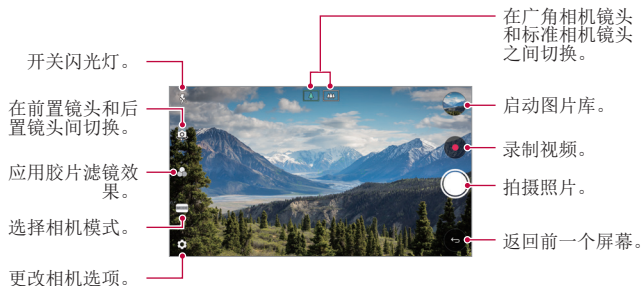 在广角相机镜头
和标准相机镜头
之间切换。
开关闪光灯。
在前置镜头和后
置镜头间切换。
应用胶片滤镜效
果。
选择相机模式。
更改相机选项。
启动图片库。
录制视频。
拍摄照片。
返回前一个屏幕。